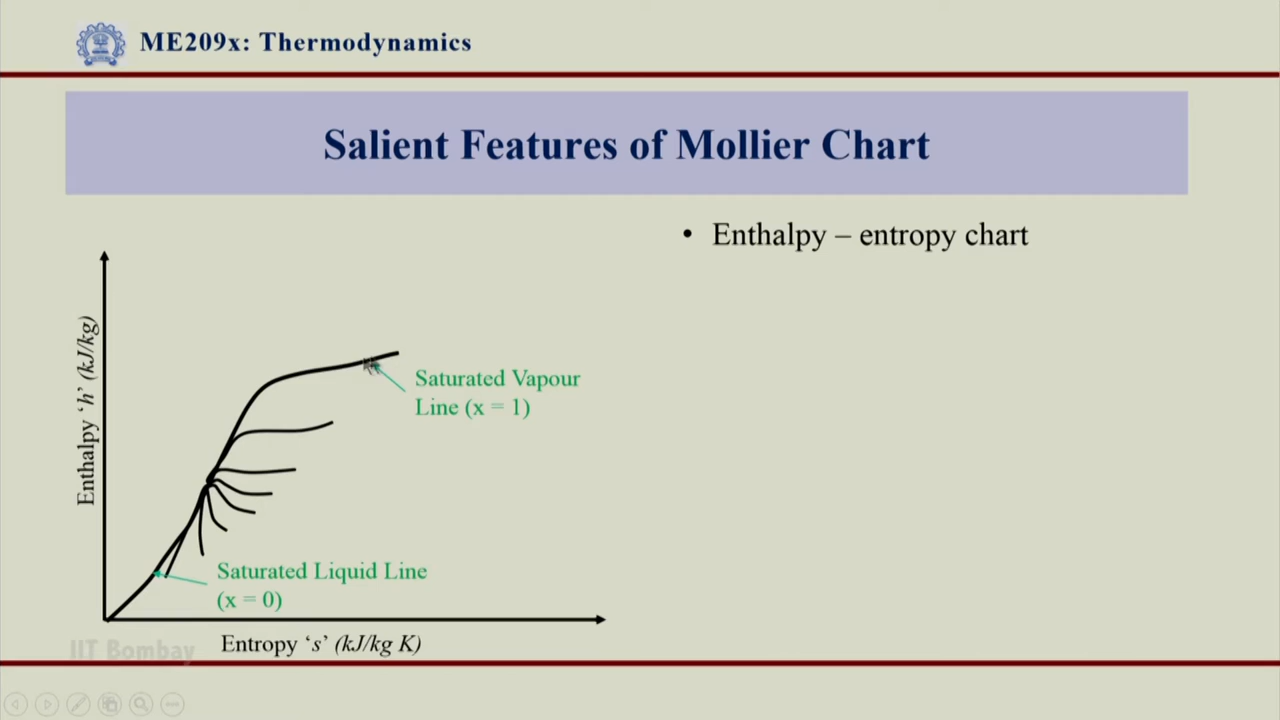 ME209x: Thermodynamics
Salient Features of Mollier Chart
• Enthalpy – entropy chart
Enthalpy ‘h’ (kJ/kg)
Saturated Vapour
Line (x = 1)
Saturated Liquid Line
(x = 0)
Entropy ‘s’ (kJ/kg K)
IIT Bombay